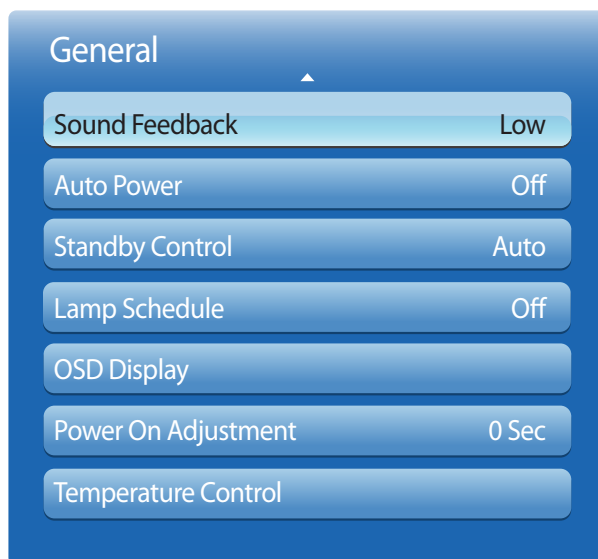 General
Sound Feedback Low
Auto Power Off
Standby Control Auto
Lamp Schedule Off
OSD Display
Power On Adjustment 0 Sec
Temperature Control